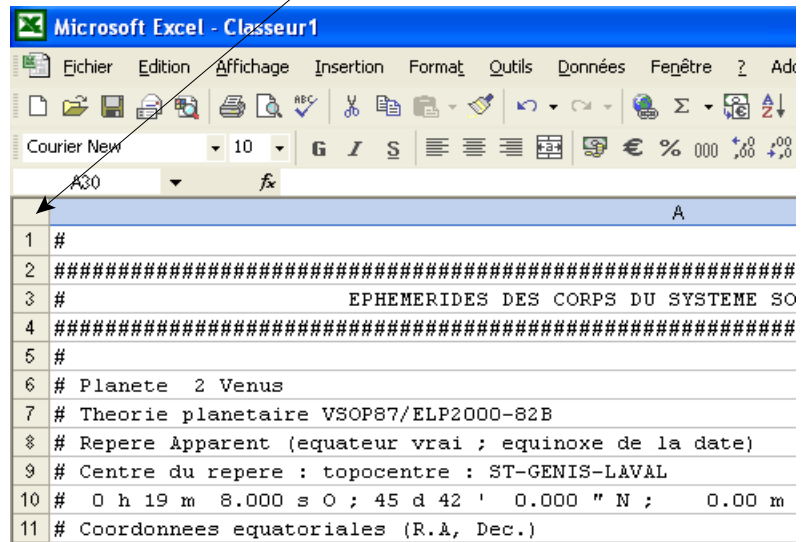 Microsoft Excel - Classeur1
Fichier Edition Affichage Insertion Format Outils Données Fenêtre ? Ado
Courier New 10 G I S € % 000
A30 fx
A
1 #
2 ##########################################################
3 # EPHEMERIDES DES CORPS DU SYSTEME SO
4 ##########################################################
5 #
6 # Planete 2 Venus
7 # Theorie planetaire VSOP87/ELP2000-82B
8 # Repere Apparent (equateur vrai ; equinoxe de la date)
9 # Centre du repere : topocentre : ST-GENIS-LAVAL
10 # 0 h 19 m 8.000 s O ; 45 d 42 ' 0.000 " N ; 0.00 m
11 # Coordonnees equatoriales (R.A, Dec.)